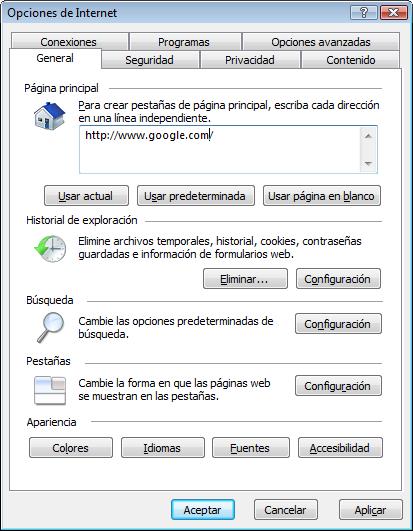 Opciones de Internet
Conexiones Programas Opciones avanzadas
General Seguridad Privacidad Contenido
Página principal
Para crear pestañas de página principal, escriba cada dirección
en una línea independiente.
http://www.google.com/
Usar actual Usar predeterminada Usar página en blanco
Historial de exploración
Elimine archivos temporales, historial, cookies, contraseñas
guardadas e información de formularios web.
Eliminar... Configuración
Búsqueda
Cambie las opciones predeterminadas de
búsqueda.
Configuración
Pestañas
Cambie la forma en que las páginas web
se muestran en las pestañas.
Configuración
Apariencia
Colores Idiomas Fuentes Accesibilidad
Aceptar Cancelar Aplicar